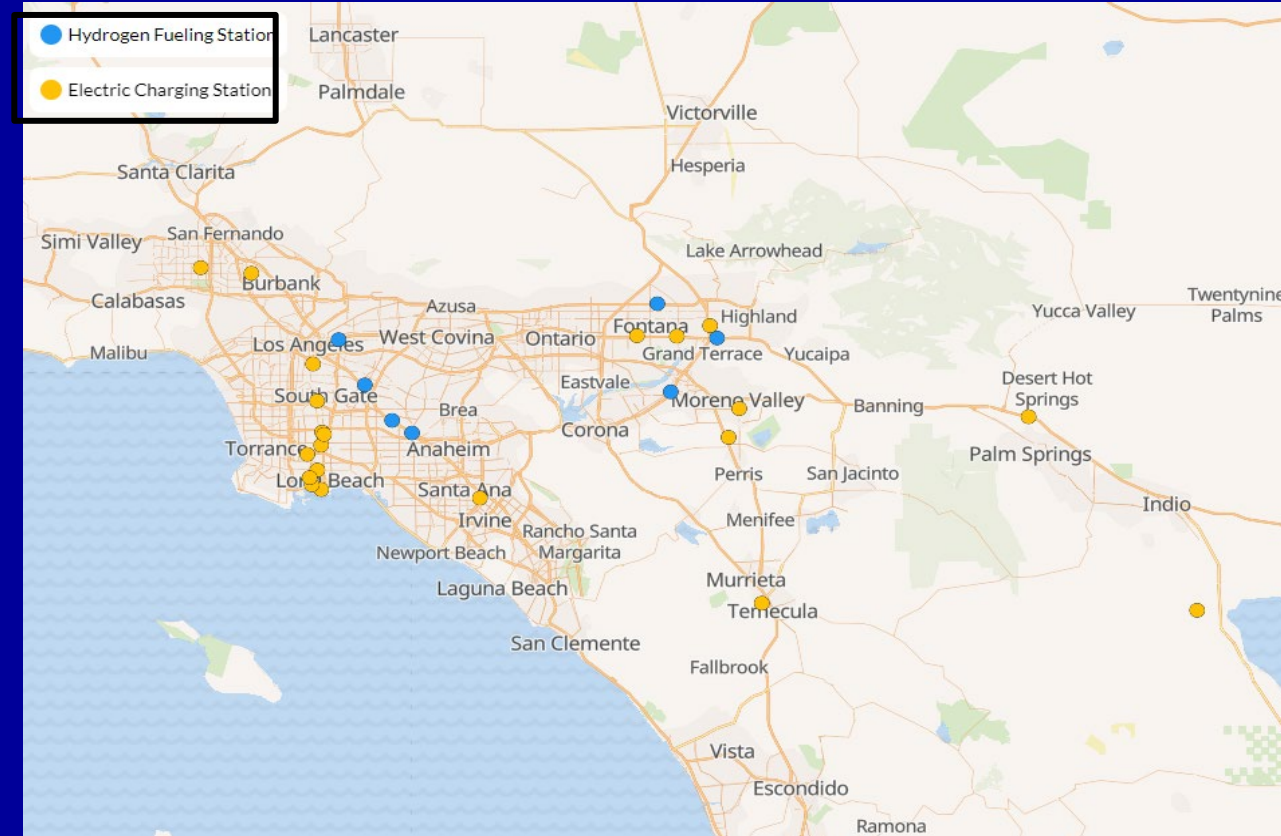 Hydrogen Fueling Station
Electric Charging Station
Lancaster
Palmdale
Victorville
Hesperia
Santa Clarita
San Fernando
Simi Valley
Lake Arrowhead
Burbank
Calabasas
Azusa
Twentynine
Palms
Yucca Valley
Fontana
Highland
Los Angeles
West Covina
Ontario
Malibu
Grand Terrace
Yucaipa
Eastvale
Desert Hot
Springs
South Gate
Moreno Valley
Banning
Brea
Corona
Torrance
Anaheim
Palm Springs
Perris
San Jacinto
Long Beach
Santa Ana
Indio
Irvine
Menifee
Rancho Santa
Margarita
Newport Beach
Murrieta
Laguna Beach
Temecula
San Clemente
Fallbrook
Vista
Escondido
Ramona